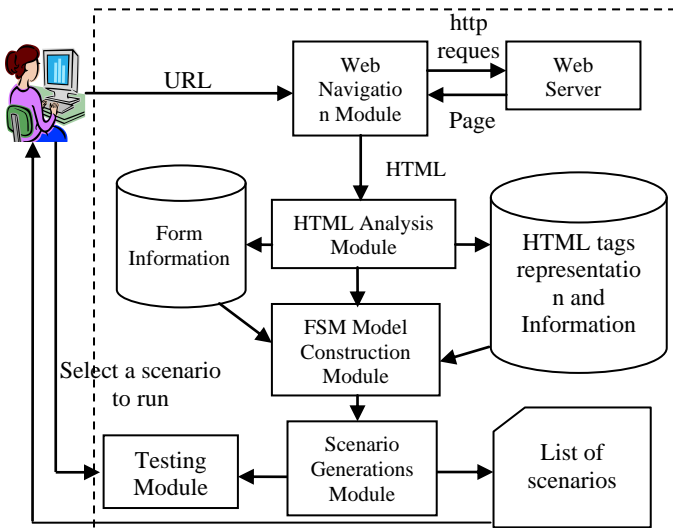 http
reques
URL
Web
Navigatio
n Module
Web
Server
Page
HTML
Form
Information
HTML Analysis
Module
HTML tags
representatio
n and
Information
FSM Model
Construction
Module
Select a scenario
to run
Testing
Module
Scenario
Generations
Module
List of
scenarios